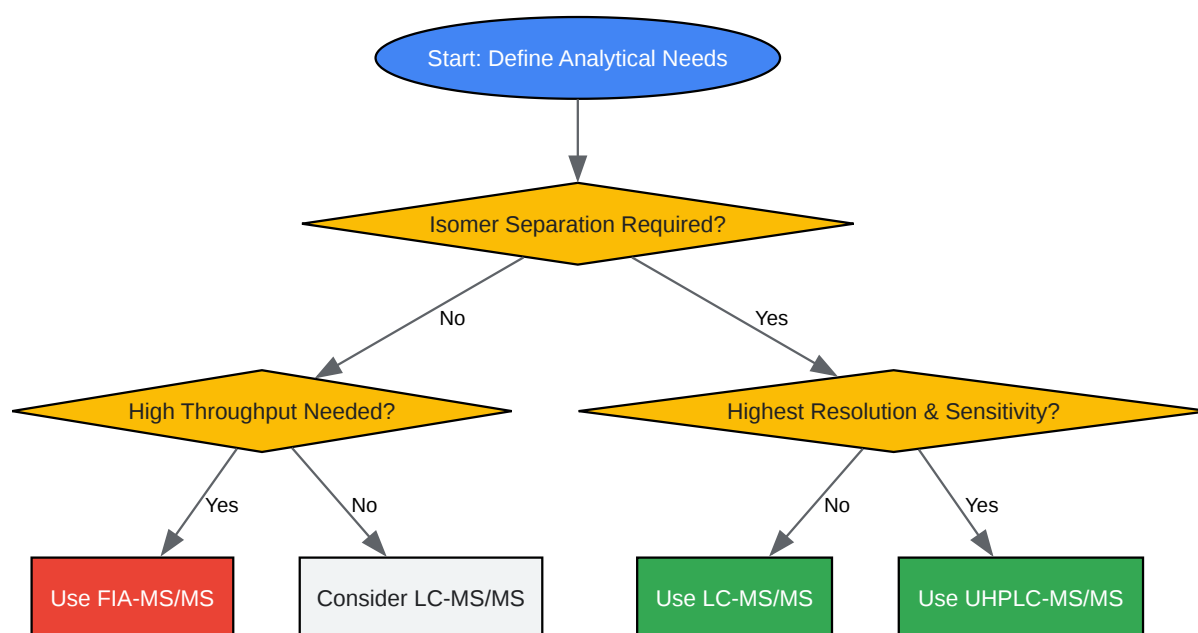 Start: Define Analytical Needs
Isomer Separation Required?
No
Yes
High Throughput Needed?
Highest Resolution & Sensitivity?
Yes
No
No
Yes
Use FIA-MS/MS
Consider LC-MS/MS
Use LC-MS/MS
Use UHPLC-MS/MS